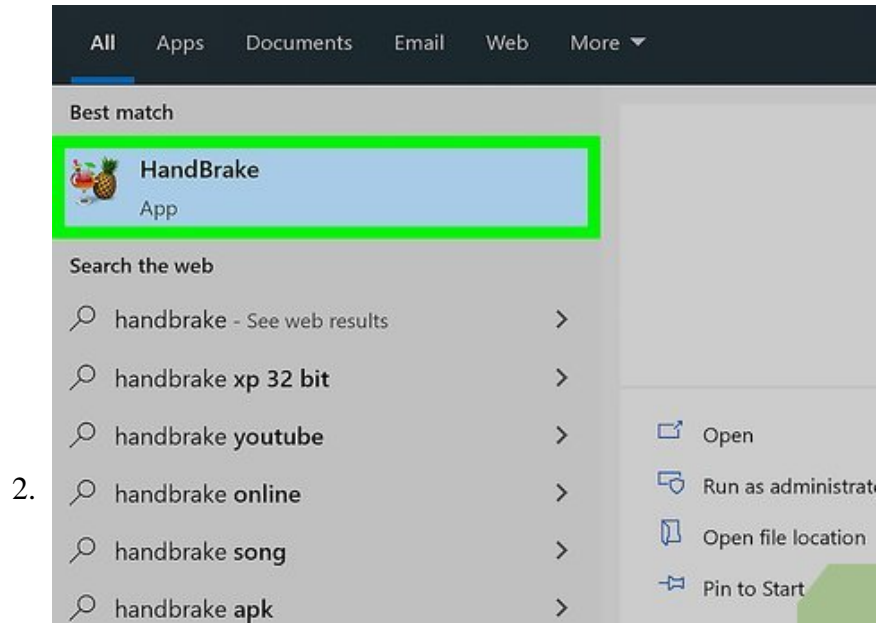 All Apps Documents Email Web More
Best match
HandBrake
App
Search the web
handbrake - See web results
handbrake xp 32 bit
handbrake youtube
handbrake online
handbrake song
handbrake apk
2.
Open
Run as administrat
Open file location
Pin to Start